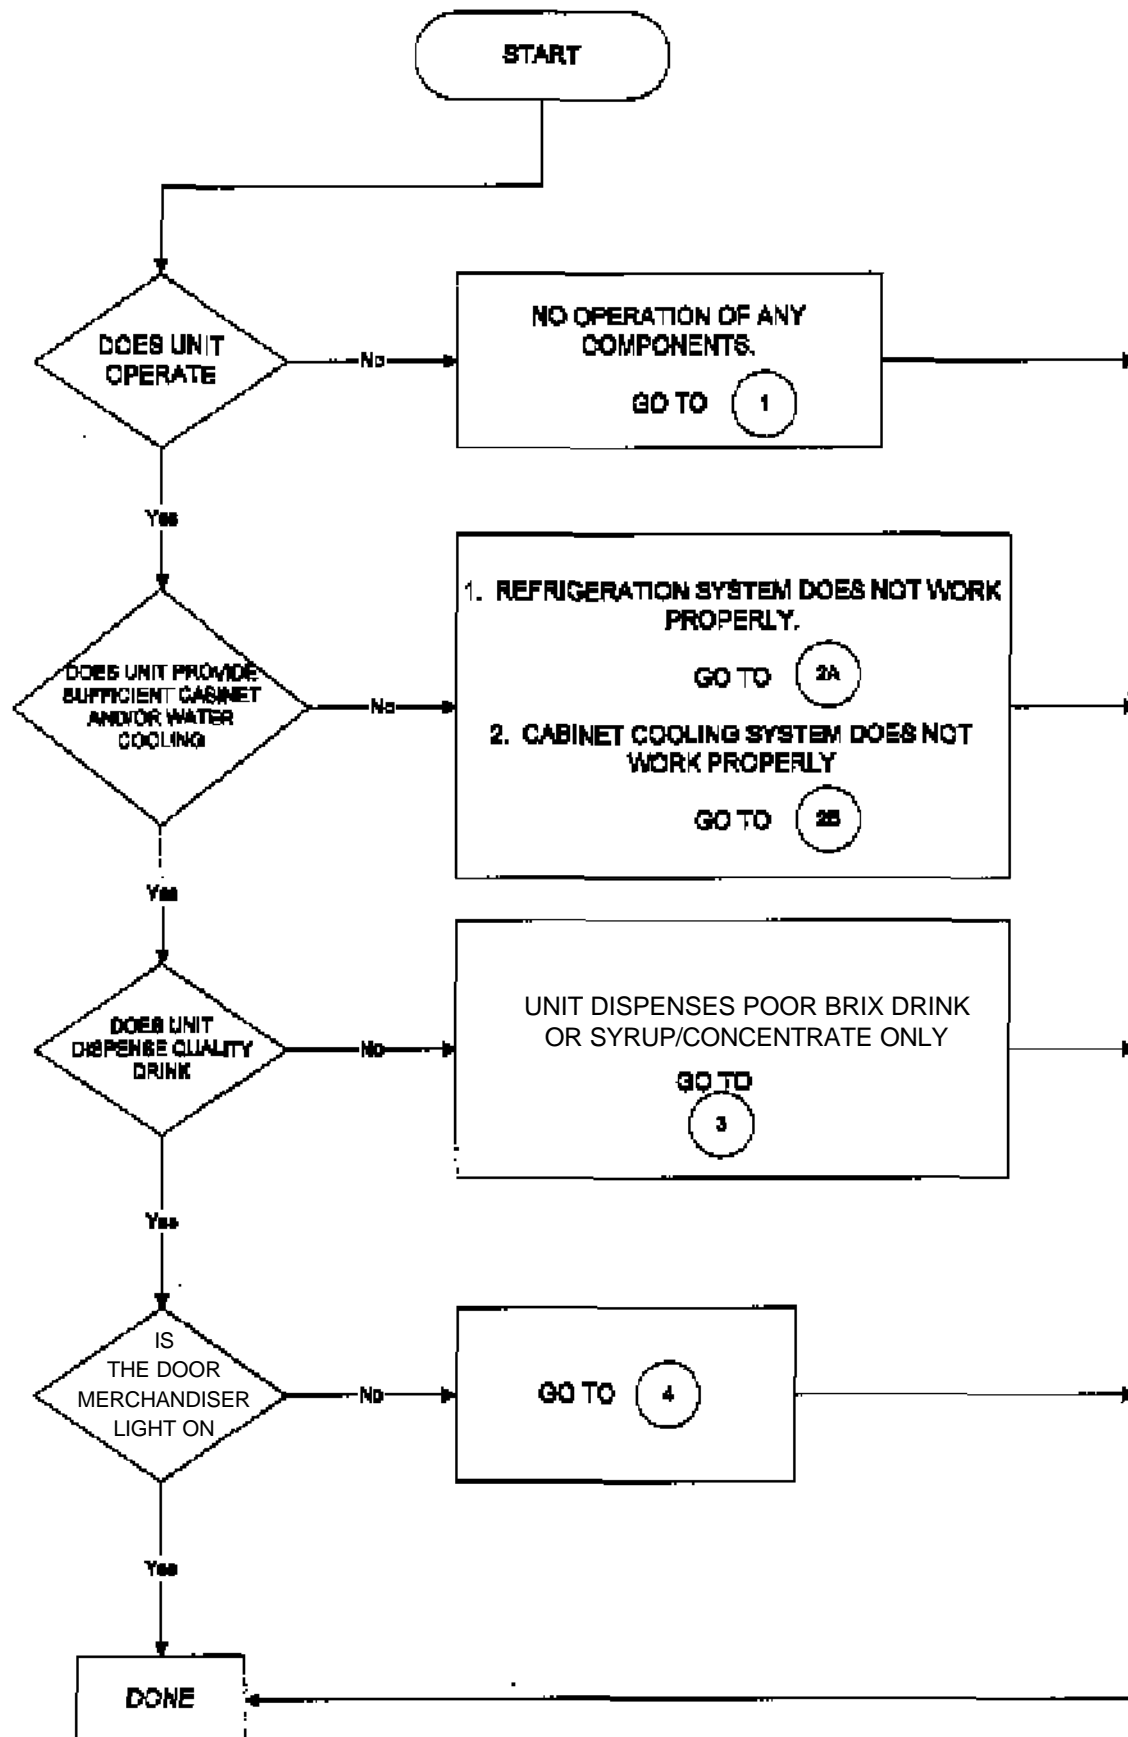 START
DOES UNIT
OPERATE
No
NO OPERATION OF ANY
COMPONENTS.
GO TO 1
Yes
DOES UNIT PROVIDE
SUFFICIENT CABINET
AND/OR WATER
COOLING
No
1. REFRIGERATION SYSTEM DOES NOT WORK
PROPERLY.
GO TO 2A
2. CABINET COOLING SYSTEM DOES NOT
WORK PROPERLY
GO TO 2B
Yes
DOES UNIT
DISPENSE QUALITY
DRINK
No
UNIT DISPENSES POOR BRIX DRINK
OR SYRUP/CONCENTRATE ONLY
GO TO
3
Yes
IS
THE DOOR
MERCHANDISER
LIGHT ON
No
GO TO 4
Yes
DONE